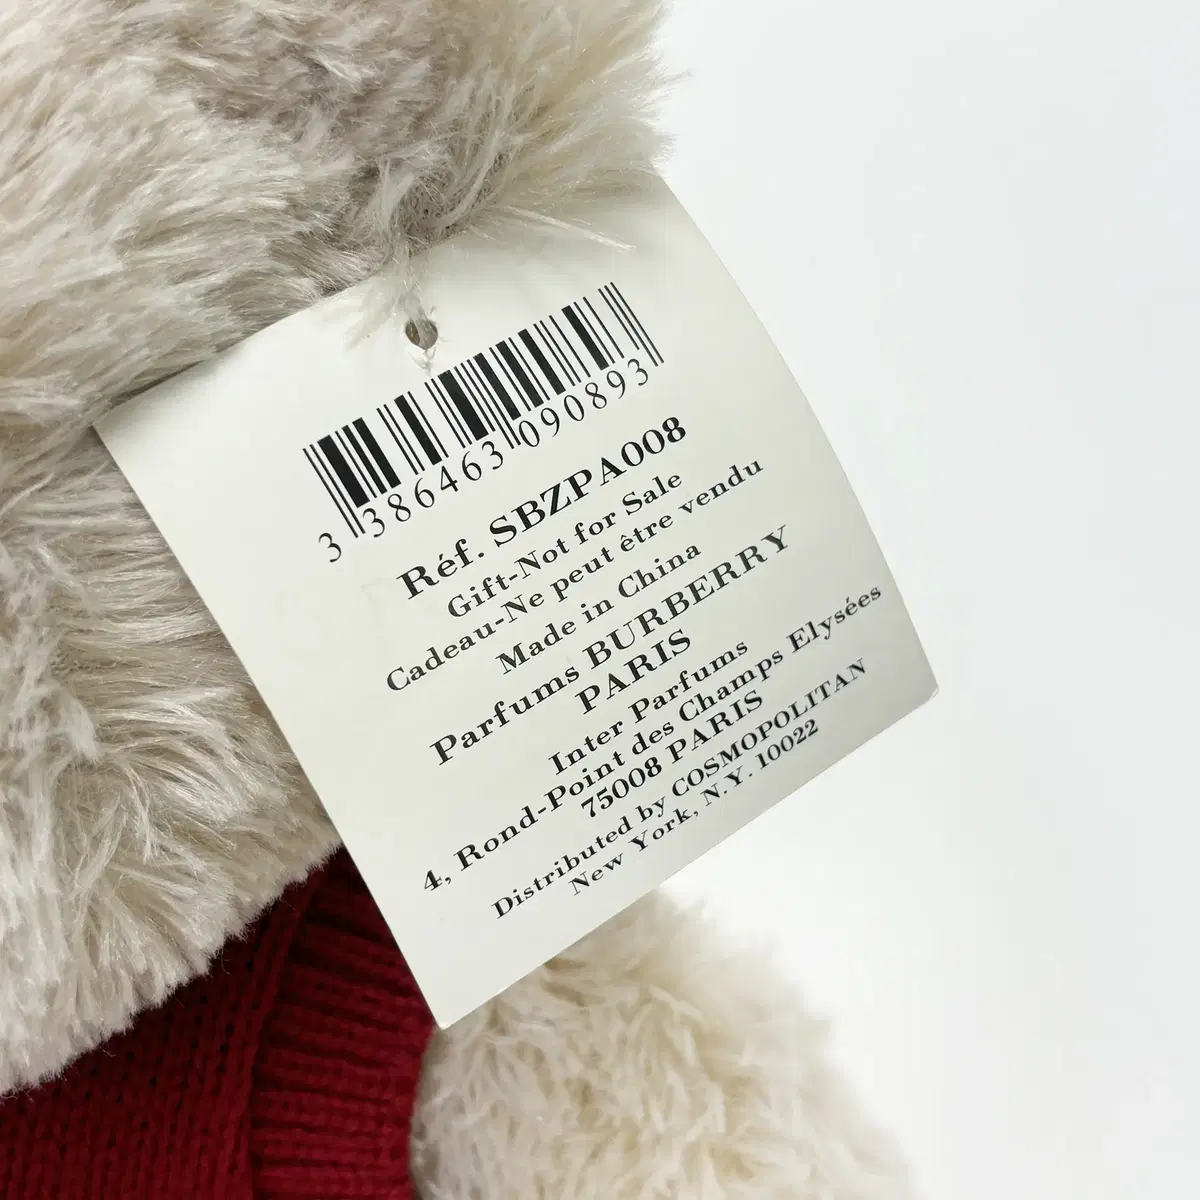 3 386463 090893
Réf. SBZPA008
Gift-Not for Sale
Cadeau-Ne peut être vendu
Made in China
Parfums BURBERRY
PARIS
Inter Parfums
4, Rond-Point des Champs Elysées
75008 PARIS
Distributed by COSMOPOLITAN
New York, N.Y. 10022